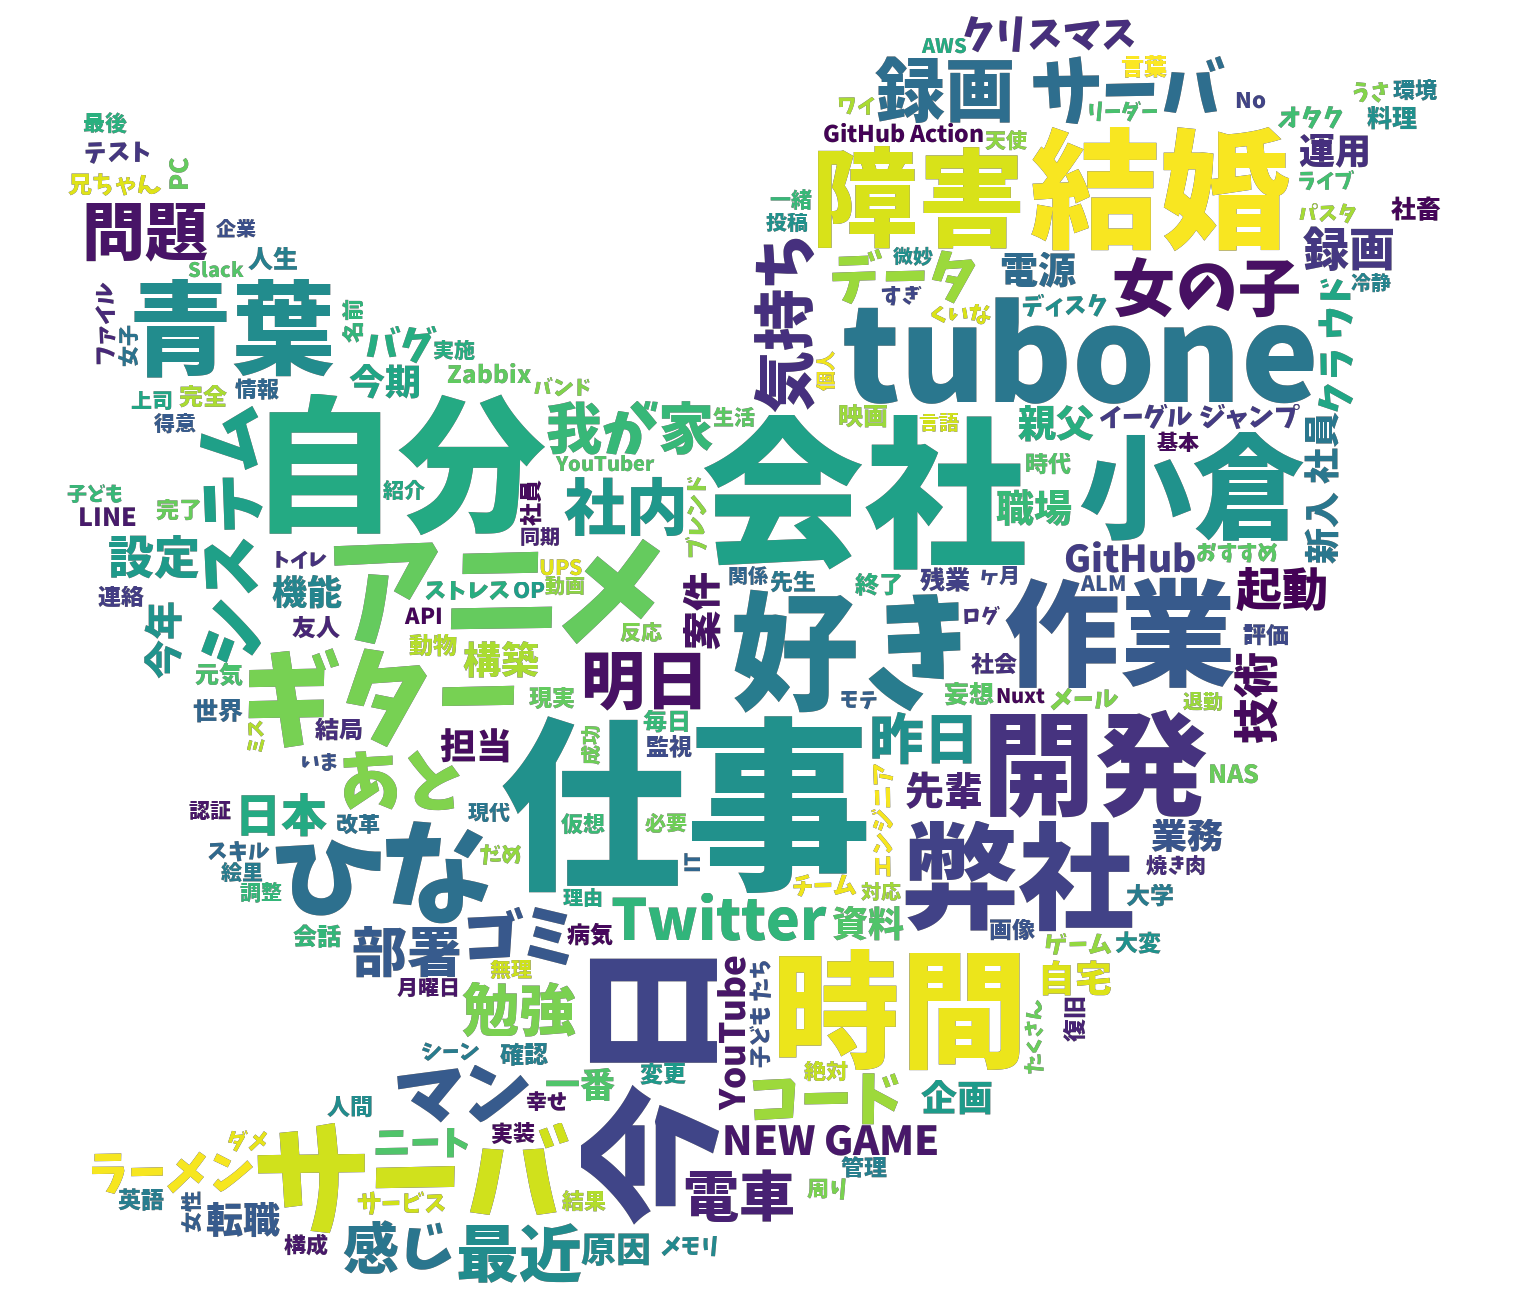 クリスマス
AWS
録画 サーバ
言葉
ワイ
リーダー
No
うさ
環境
オタク
料理
最後
テスト
兄ちゃん
PC
GitHub Action
天使
障害
結婚
運用
ライブ
一緒
投稿
パスタ
社畜
問題
企業
気持ち
微妙
データ
すぎ
電源
女の子
録画
冷静
Slack
人生
青葉
ファイル
女子
名前
くいな
ディスク
tubone
クラウド
バグ
実施
今期
Zabbix
バンド
個人
上司
完全
情報
得意
システム
自分
我が家
生活
映画
言語
親父
イーグル ジャンプ
基本
新入 社員
YouTuber
会社
時代
小倉
紹介
社員
社内
ブレンド
職場
子ども
LINE
完了
同期
設定
トイレ
アニメ
UPS
動画
GitHub
おすすめ
機能
ストレス
OP
案件
関係
先生
終了
残業
ヶ月
ALM
起動
連絡
今年
友人
API
反応
好き
ログ
作業
評価
動物
構築
元気
ギター
現実
明日
社会
妄想
Nuxt
メール
退勤
技術
世界
ミス
結局
モテ
毎日
監視
成功
昨日
開発
いま
あと
担当
仕事
エンジニア
先輩
NAS
認証
日本
改革
現代
仮想
必要
弊社
業務
焼き肉
スキル
絵里
調整
ひな
だめ
IT
チーム
対応
大学
理由
Twitter
資料
画像
会話
部署
ゴミ
病気
ゲーム
大変
無理
月曜日
今日
YouTube
子どもたち
時間
自宅
復旧
たくさん
勉強
シーン
確認
変更
絶対
マン
一番
コード
企画
人間
幸せ
実装
NEW GAME
ダメ
ラーメン
サーバ
ニート
管理
英語
女性
転職
サービス
結果
電車
周り
構成
感じ
最近
原因
メモリ